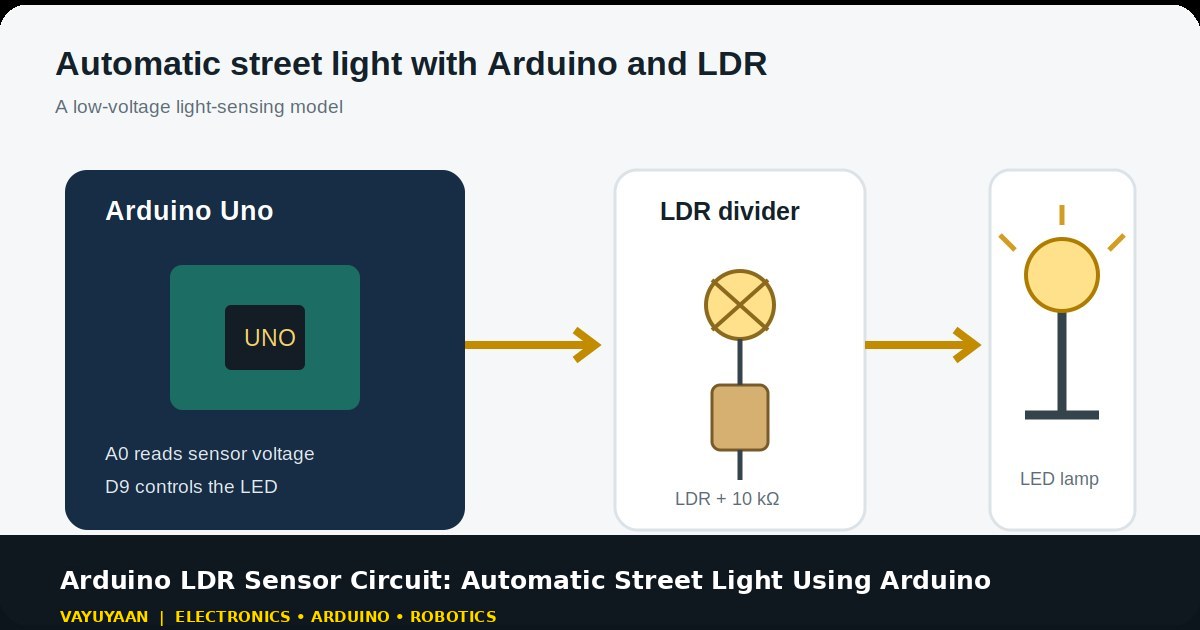 Automatic street light with Arduino and LDR
A low-voltage light-sensing model
Arduino Uno
UNO
A0 reads sensor voltage
D9 controls the LED
LDR divider
LDR + 10 kΩ
LED lamp
Arduino LDR Sensor Circuit: Automatic Street Light Using Arduino
VAYUYAAN | ELECTRONICS • ARDUINO • ROBOTICS